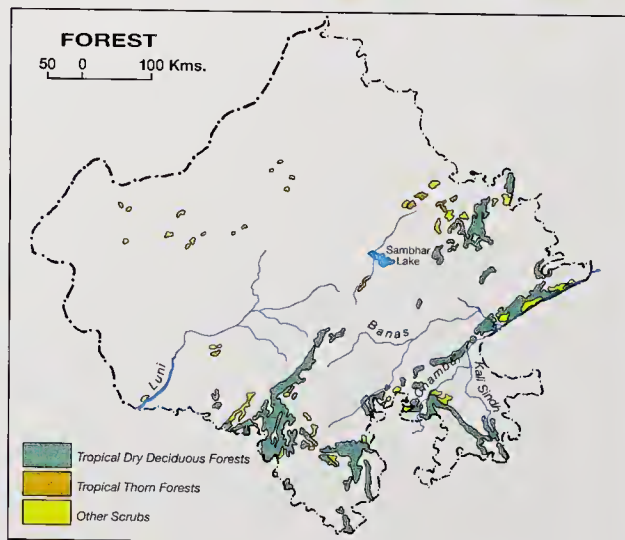 FOREST
50 0 100 Kms.
Sambhar
Lake
Banas
Luni
Chambal
Kali Sindh
Tropical Dry Deciduous Forests
Tropical Thorn Forests
Other Scrubs